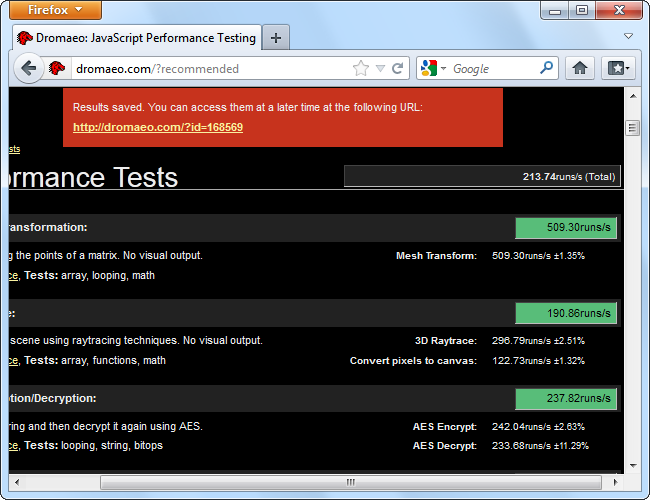 Firefox
Dromaeo: JavaScript Performance Testing
dromaeo.com/?recommended
Google
Results saved. You can access them at a later time at the following URL:
http://dromaeo.com/?id=168569
sts
ormance Tests
213.74runs/s (Total)
ransformation:
509.30runs/s
g the points of a matrix. No visual output.
Mesh Transform: 509.30runs/s ±1.35%
ce, Tests: array, looping, math
e:
190.86runs/s
scene using raytracing techniques. No visual output.
3D Raytrace: 296.79runs/s ±2.51%
ce, Tests: array, functions, math
Convert pixels to canvas: 122.73runs/s ±1.32%
tion/Decryption:
237.82runs/s
ring and then decrypt it again using AES.
AES Encrypt: 242.04runs/s ±2.63%
ce, Tests: looping, string, bitops
AES Decrypt: 233.68runs/s ±11.29%